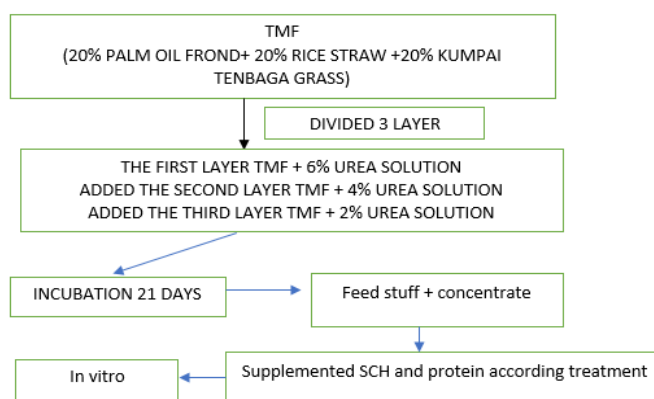 TMF
(20% PALM OIL FROND+ 20% RICE STRAW +20% KUMPAI
TENBAGA GRASS)
DIVIDED 3 LAYER
THE FIRST LAYER TMF + 6% UREA SOLUTION
ADDED THE SECOND LAYER TMF + 4% UREA SOLUTION
ADDED THE THIRD LAYER TMF + 2% UREA SOLUTION
INCUBATION 21 DAYS
Feed stuff + concentrate
Supplemented SCH and protein according treatment
In vitro